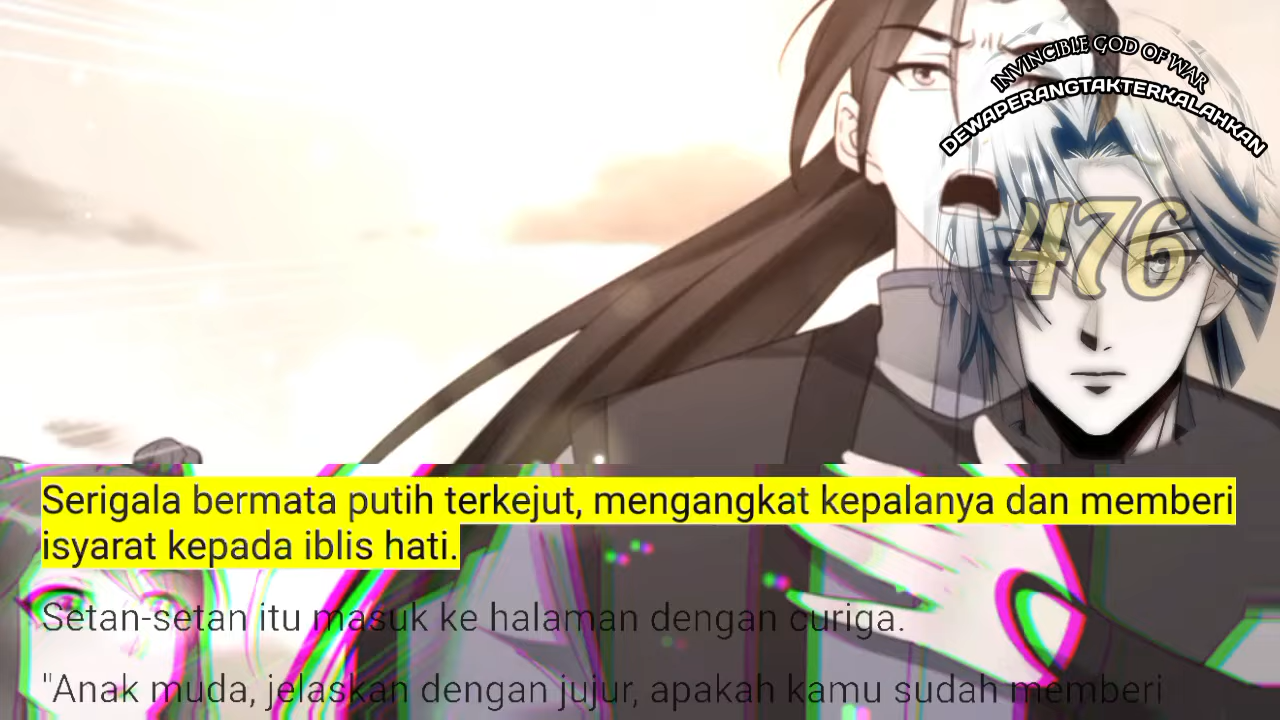 INVINCIBLE GOD OF WAR
DEWAPERANGTAKTERKALAHKAN
476
Serigala bermata putih terkejut, mengangkat kepalanya dan memberi
isyarat kepada iblis hati.
Setan-setan itu masuk ke halaman dengan curiga.
"Anak muda, jelaskan dengan jujur, apakah kamu sudah memberi